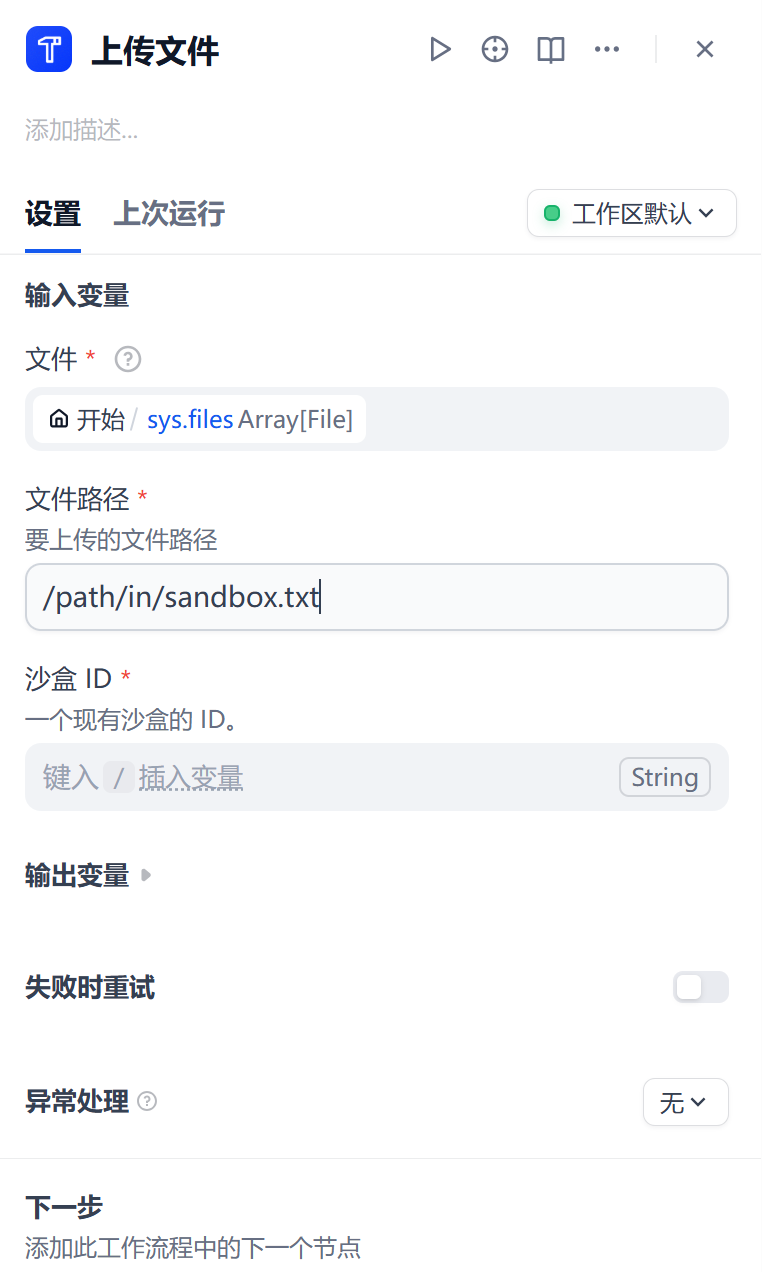 上传文件
添加描述...
设置 上次运行 工作区默认
输入变量
文件 * ?
开始 / sys.files Array[File]
文件路径 *
要上传的文件路径
/path/in/sandbox.txt
沙盒 ID *
一个现有沙盒的 ID。
键入 / 插入变量 String
输出变量
失败时重试
异常处理 ? 无
下一步
添加此工作流程中的下一个节点